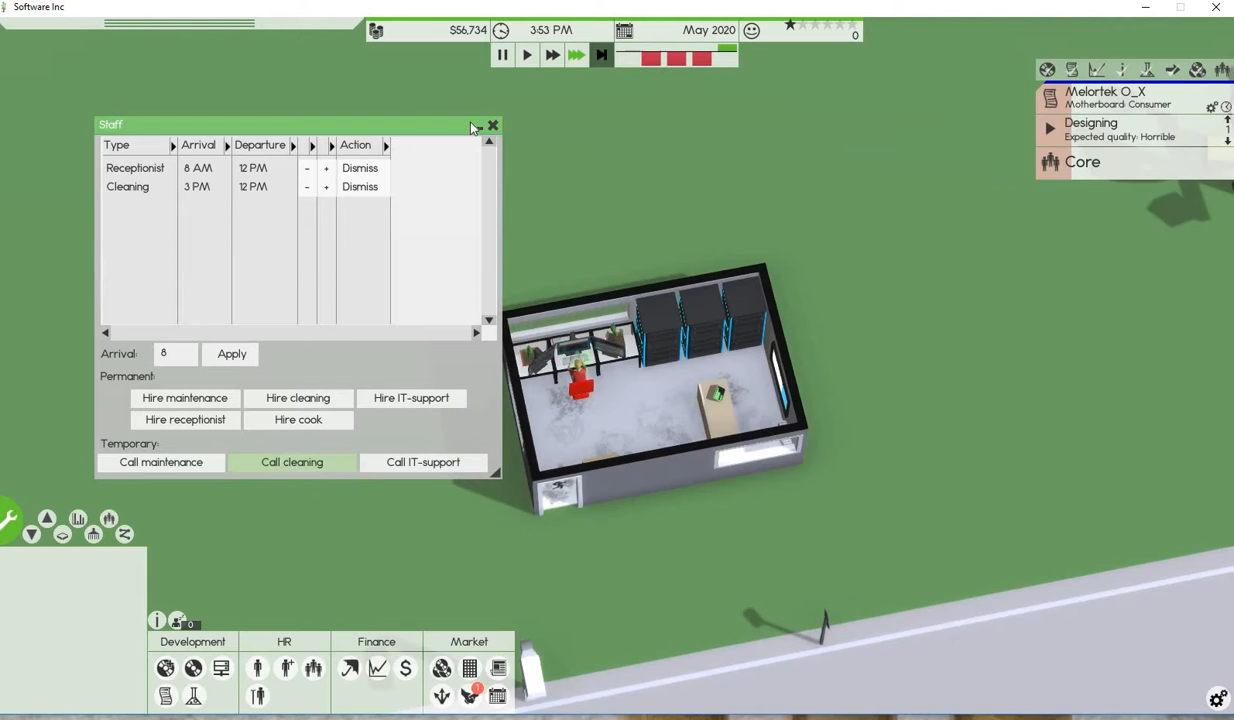 Software Inc
$56,734
3:53 PM
May 2020
0
Melortek O_X
Motherboard: Consumer
Designing
Expected quality: Horrible
1
Core
Staff
Type Arrival Departure Action
Receptionist 8 AM 12 PM - + Dismiss
Cleaning 3 PM 12 PM - + Dismiss
Arrival: 8 Apply
Permanent:
Hire maintenance Hire cleaning Hire IT-support
Hire receptionist Hire cook
Temporary:
Call maintenance Call cleaning Call IT-support
0
Development HR Finance Market
1